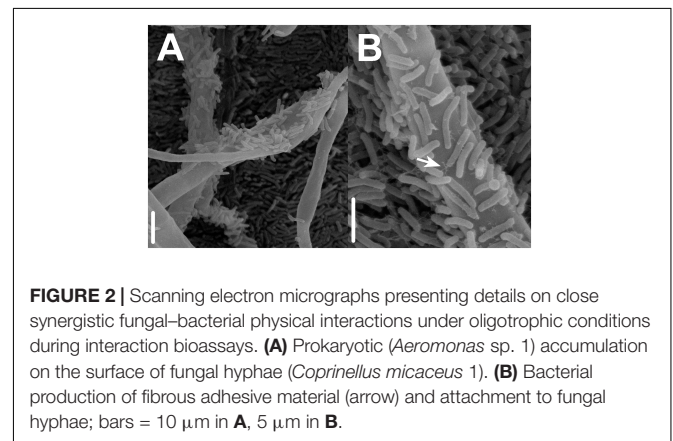 A B
FIGURE 2 | Scanning electron micrographs presenting details on close
synergistic fungal–bacterial physical interactions under oligotrophic conditions
during interaction bioassays. (A) Prokaryotic (Aeromonas sp. 1) accumulation
on the surface of fungal hyphae (Coprinellus micaceus 1). (B) Bacterial
production of fibrous adhesive material (arrow) and attachment to fungal
hyphae; bars = 10 μm in A, 5 μm in B.